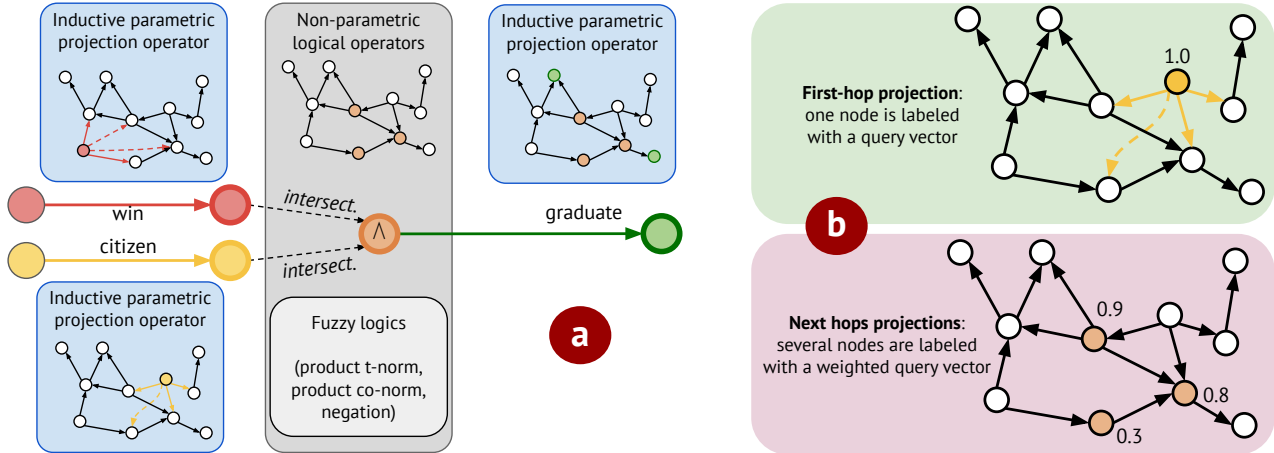 Inductive parametric
projection operator
Non-parametric
logical operators
Inductive parametric
projection operator
win
citizen
intersect.
intersect.
∧
graduate
Inductive parametric
projection operator
Fuzzy logics
(product t-norm,
product co-norm,
negation)
a
First-hop projection:
one node is labeled
with a query vector
1.0
b
Next hops projections:
several nodes are labeled
with a weighted query vector
0.9
0.8
0.3